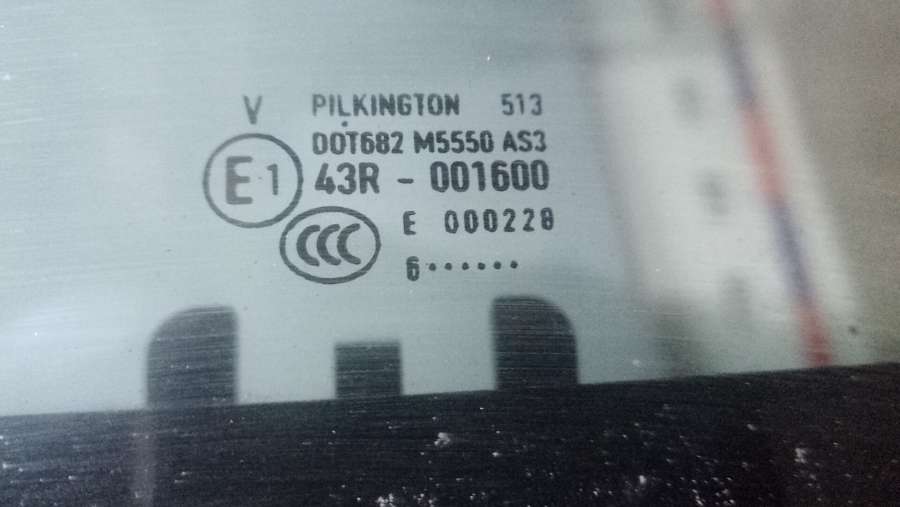 V PILKINGTON 513
DOT682 M5550 AS3
E1 43R - 001600
CCC E 000228
6••••••